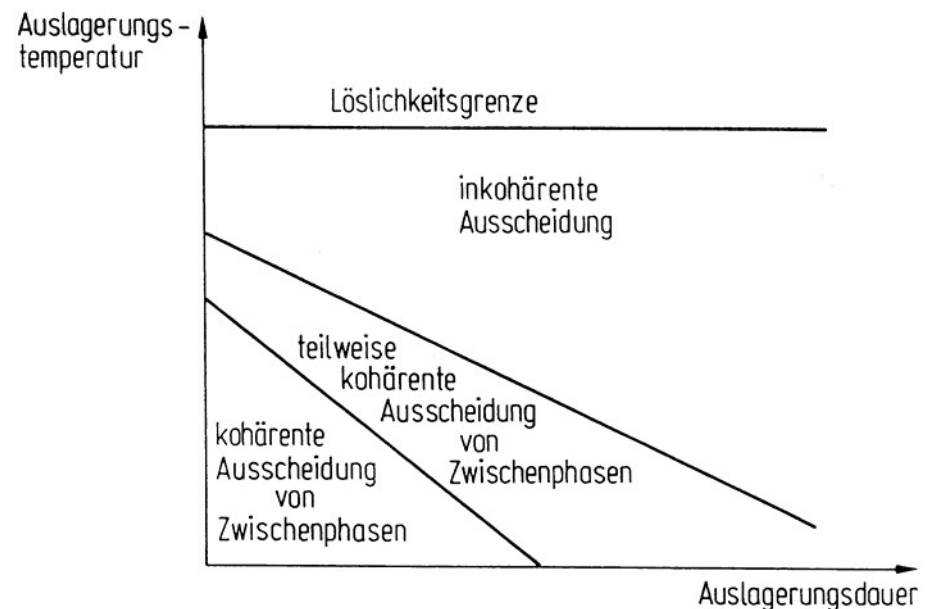 Auslagerungs-
temperatur
Löslichkeitsgrenze
inkohärente
Ausscheidung
teilweise
kohärente
Ausscheidung
von
Zwischenphasen
kohärente
Ausscheidung
von
Zwischenphasen
Auslagerungsdauer